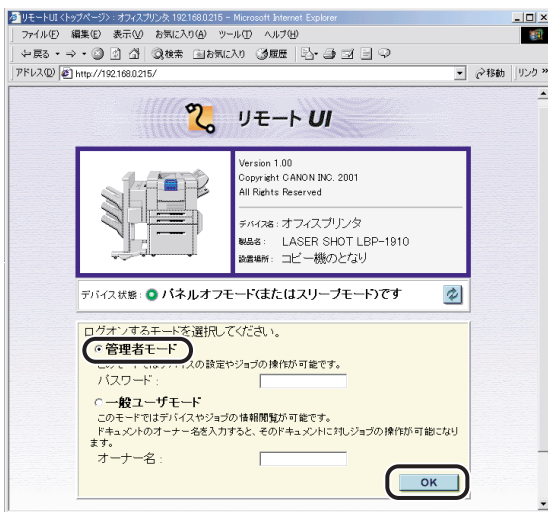 リモートUI<トップページ> : オフィスプリンタ; 192.168.0.215 - Microsoft Internet Explorer
ファイル(F) 編集(E) 表示(V) お気に入り(A) ツール(T) ヘルプ(H)
戻る 検索 お気に入り 履歴
アドレス(D) http://192.168.0.215/ 移動 リンク »
リモート UI
Version 1.00
Copyright CANON INC. 2001
All Rights Reserved
デバイス名 : オフィスプリンタ
製品名 : LASER SHOT LBP-1910
設置場所 : コピー機のとなり
デバイス状態 : パネルオフモード(またはスリープモード)です
ログオンするモードを選択してください。
管理者モード
このモードではデバイスの設定やジョブの操作が可能です。
パスワード :
一般ユーザモード
このモードではデバイスやジョブの情報閲覧が可能です。
ドキュメントのオーナー名を入力すると、そのドキュメントに対しジョブの操作が可能になり
ます。
オーナー名 :
OK